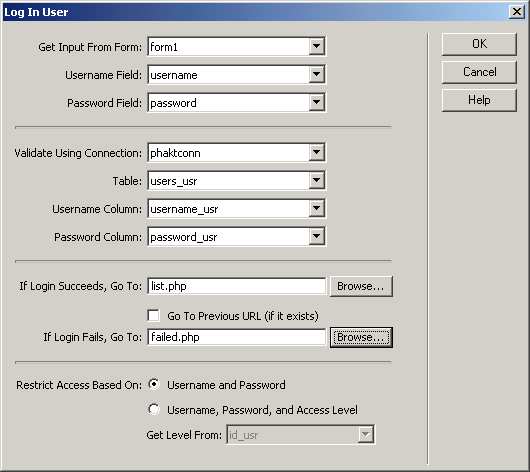 Log In User
Get Input From Form: form1
OK
Username Field: username
Cancel
Password Field: password
Help
Validate Using Connection: phaktconn
Table: users_usr
Username Column: username_usr
Password Column: password_usr
If Login Succeeds, Go To: list.php Browse...
Go To Previous URL (if it exists)
If Login Fails, Go To: failed.php Browse...
Restrict Access Based On: Username and Password
Username, Password, and Access Level
Get Level From: id_usr